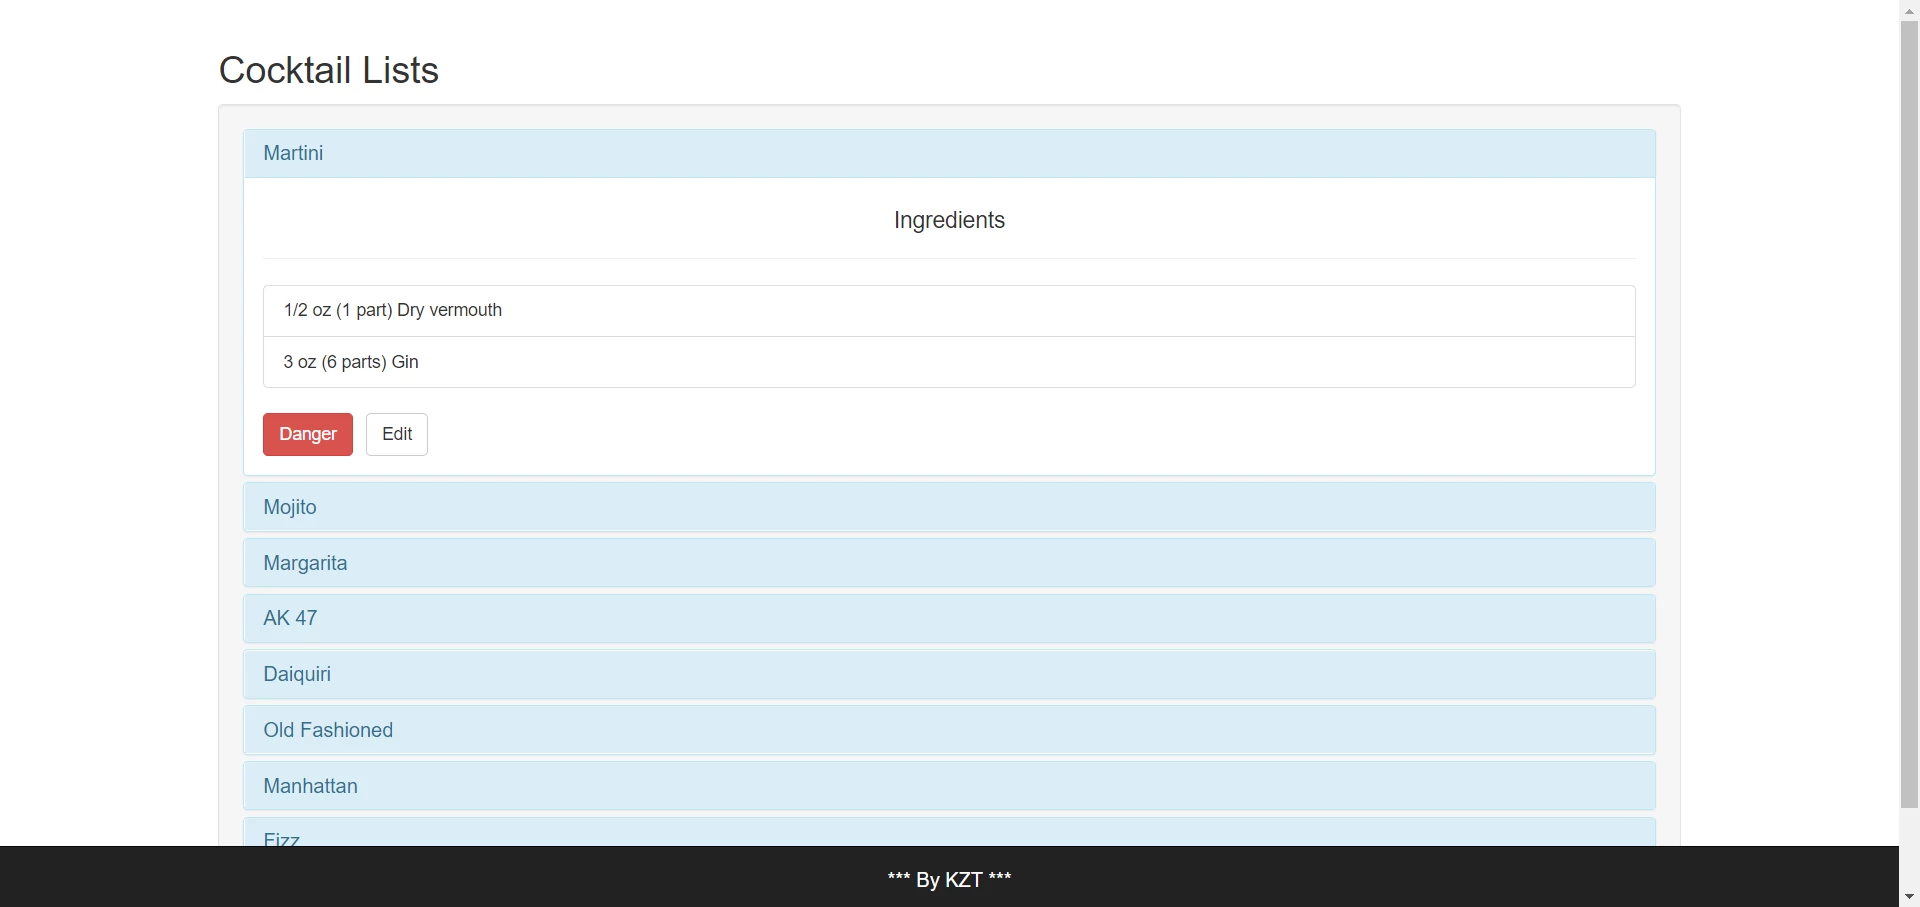 Cocktail Lists
Martini
Ingredients
1/2 oz (1 part) Dry vermouth
3 oz (6 parts) Gin
Danger Edit
Mojito
Margarita
AK 47
Daiquiri
Old Fashioned
Manhattan
Fizz
*** By KZT ***